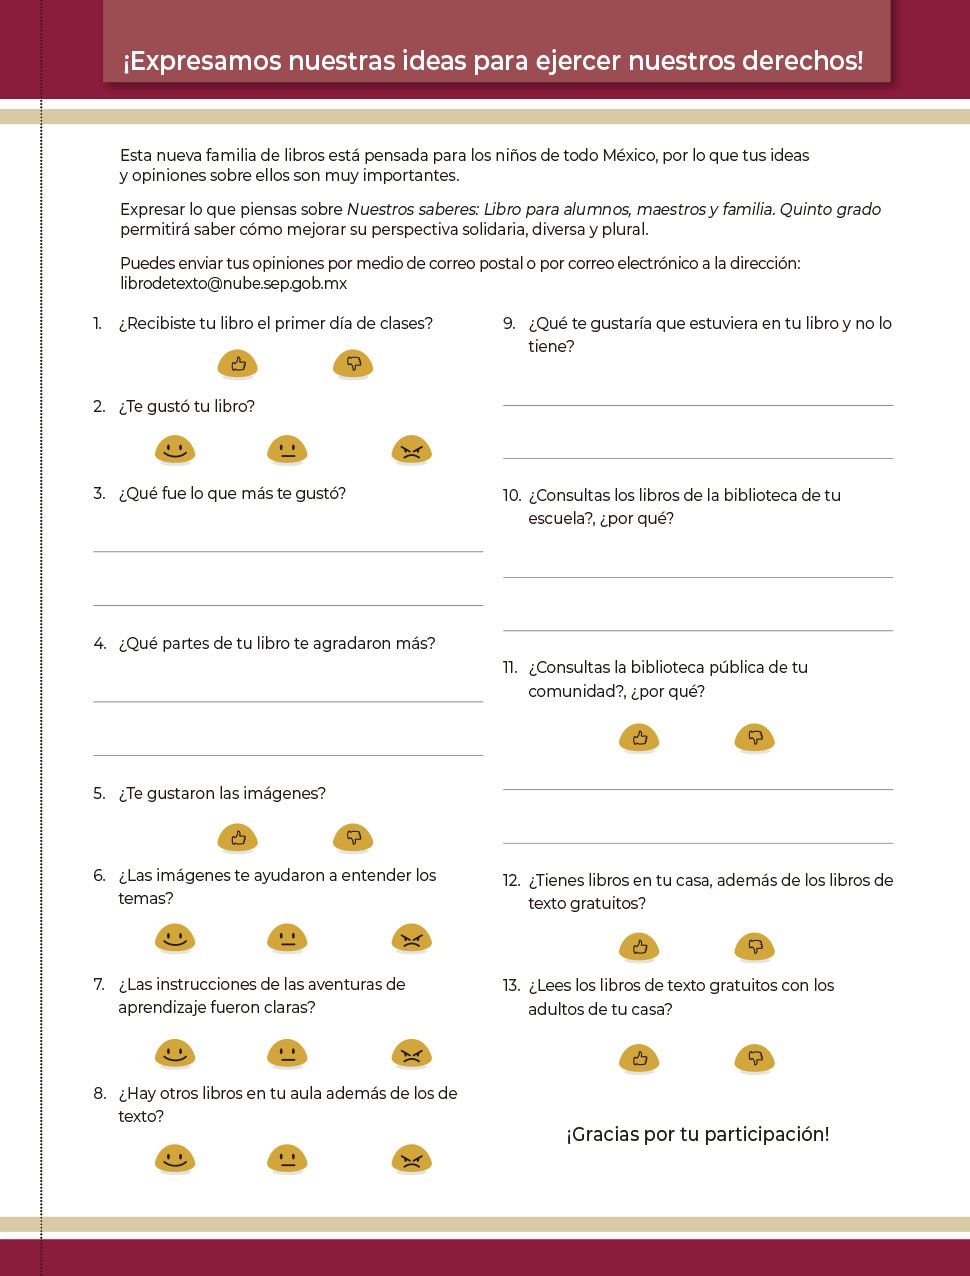 ¡Expresamos nuestras ideas para ejercer nuestros derechos!
Esta nueva familia de libros está pensada para los niños de todo México, por lo que tus ideas
y opiniones sobre ellos son muy importantes.
Expresar lo que piensas sobre Nuestros saberes: Libro para alumnos, maestros y familia. Quinto grado
permitirá saber cómo mejorar su perspectiva solidaria, diversa y plural.
Puedes enviar tus opiniones por medio de correo postal o por correo electrónico a la dirección:
librodetexto@nube.sep.gob.mx
1. ¿Recibiste tu libro el primer día de clases?
2. ¿Te gustó tu libro?
3. ¿Qué fue lo que más te gustó?
4. ¿Qué partes de tu libro te agradaron más?
5. ¿Te gustaron las imágenes?
6. ¿Las imágenes te ayudaron a entender los
temas?
7. ¿Las instrucciones de las aventuras de
aprendizaje fueron claras?
8. ¿Hay otros libros en tu aula además de los de
texto?
9. ¿Qué te gustaría que estuviera en tu libro y no lo
tiene?
10. ¿Consultas los libros de la biblioteca de tu
escuela?, ¿por qué?
11. ¿Consultas la biblioteca pública de tu
comunidad?, ¿por qué?
12. ¿Tienes libros en tu casa, además de los libros de
texto gratuitos?
13. ¿Lees los libros de texto gratuitos con los
adultos de tu casa?
¡Gracias por tu participación!